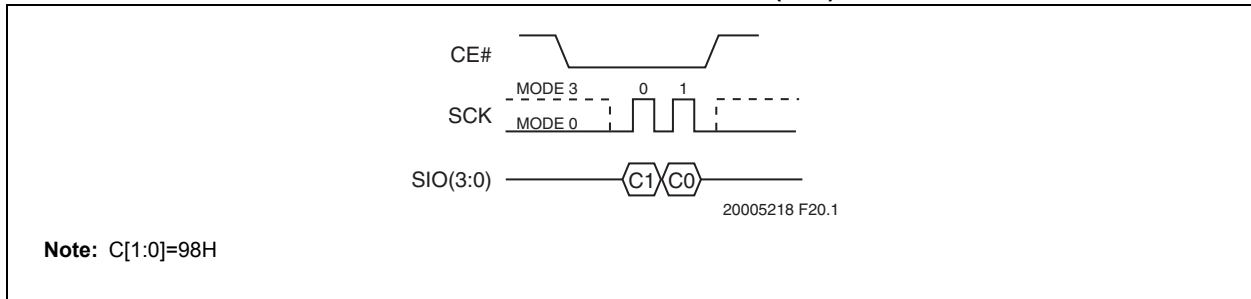 CE#
MODE 3 0 1
SCK
MODE 0
SIO(3:0) C1 C0
20005218 F20.1
Note: C[1:0]=98H